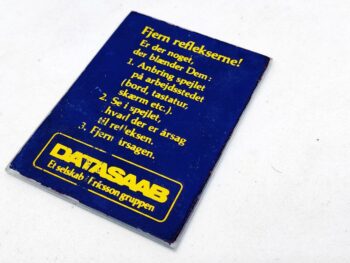 Fjern reflekserne!
Er der noget,
der blænder Dem:
1. Anbring spejlet
på arbejdsstedet
(bord, tastatur,
skærm etc.).
2. Se i spejlet,
hvad der er årsag
til refleksen.
3. Fjern årsagen.
DATASAAB
Et selskab i Ericsson gruppen